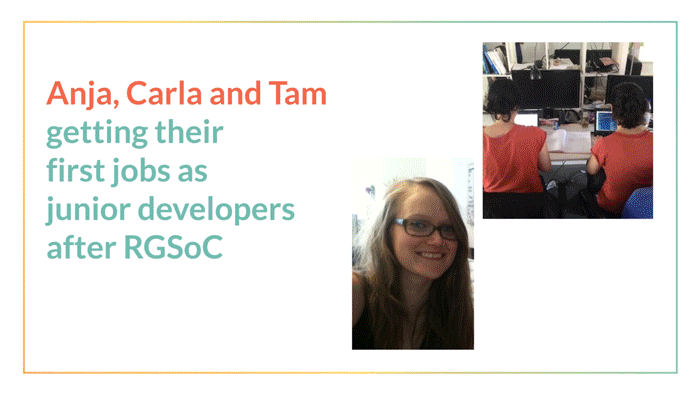 Anja, Carla and Tam
getting their
first jobs as
junior developers
after RGSoC